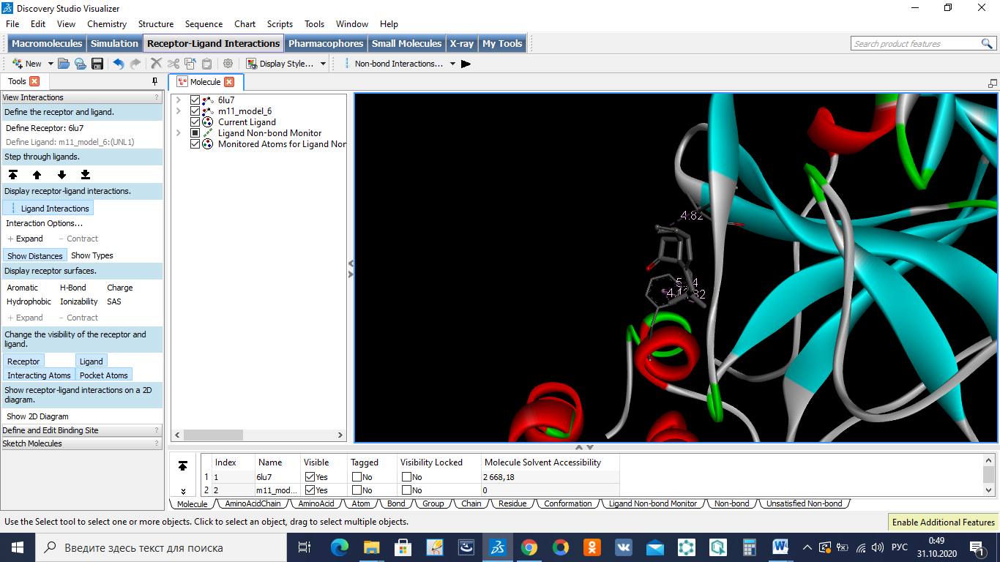 Discovery Studio Visualizer
File Edit View Chemistry Structure Sequence Chart Scripts Tools Window Help
Macromolecules Simulation Receptor-Ligand Interactions Pharmacophores Small Molecules X-ray My Tools
Search product features
New Display Style... Non-bond Interactions...
Tools
Molecule
View Interactions ?
Define the receptor and ligand.
Define Receptor: 6lu7
Define Ligand: m11_model_6:(UNL1)
Step through ligands.
Display receptor-ligand interactions.
Ligand Interactions
Interaction Options...
+ Expand - Contract
Show Distances Show Types
Display receptor surfaces.
Aromatic H-Bond Charge
Hydrophobic Ionizability SAS
+ Expand - Contract
Change the visibility of the receptor and
ligand.
Receptor Ligand
Interacting Atoms Pocket Atoms
Show receptor-ligand interactions on a 2D
diagram.
Show 2D Diagram
Define and Edit Binding Site ?
Sketch Molecules ?
6lu7
m11_model_6
Current Ligand
Ligand Non-bond Monitor
Monitored Atoms for Ligand Non
4.82
Index Name Visible Tagged Visibility Locked Molecule Solvent Accessibility
1 1 6lu7 Yes No No 2 668,18
2 2 m11_mod... Yes No No 0
Molecule AminoAcidChain AminoAcid Atom Bond Group Chain Residue Conformation Ligand Non-bond Monitor Non-bond Unsatisfied Non-bond
Use the Select tool to select one or more objects. Click to select an object, drag to select multiple objects.
Enable Additional Features
Введите здесь текст для поиска
РУС
0:49
31.10.2020
1